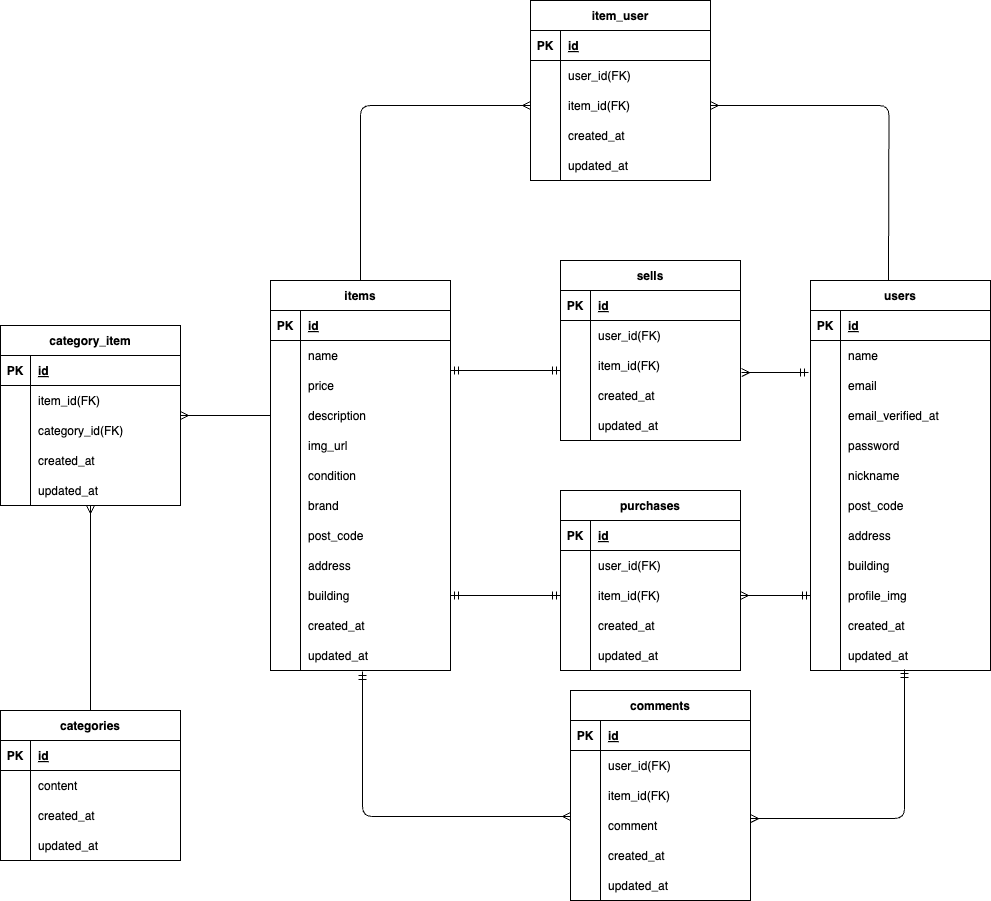 item_user
PK id
user_id(FK)
item_id(FK)
created_at
updated_at
items
PK id
name
price
description
img_url
condition
brand
post_code
address
building
created_at
updated_at
sells
PK id
user_id(FK)
item_id(FK)
created_at
updated_at
users
PK id
name
email
email_verified_at
password
nickname
post_code
address
building
profile_img
created_at
updated_at
category_item
PK id
item_id(FK)
category_id(FK)
created_at
updated_at
purchases
PK id
user_id(FK)
item_id(FK)
created_at
updated_at
categories
PK id
content
created_at
updated_at
comments
PK id
user_id(FK)
item_id(FK)
comment
created_at
updated_at